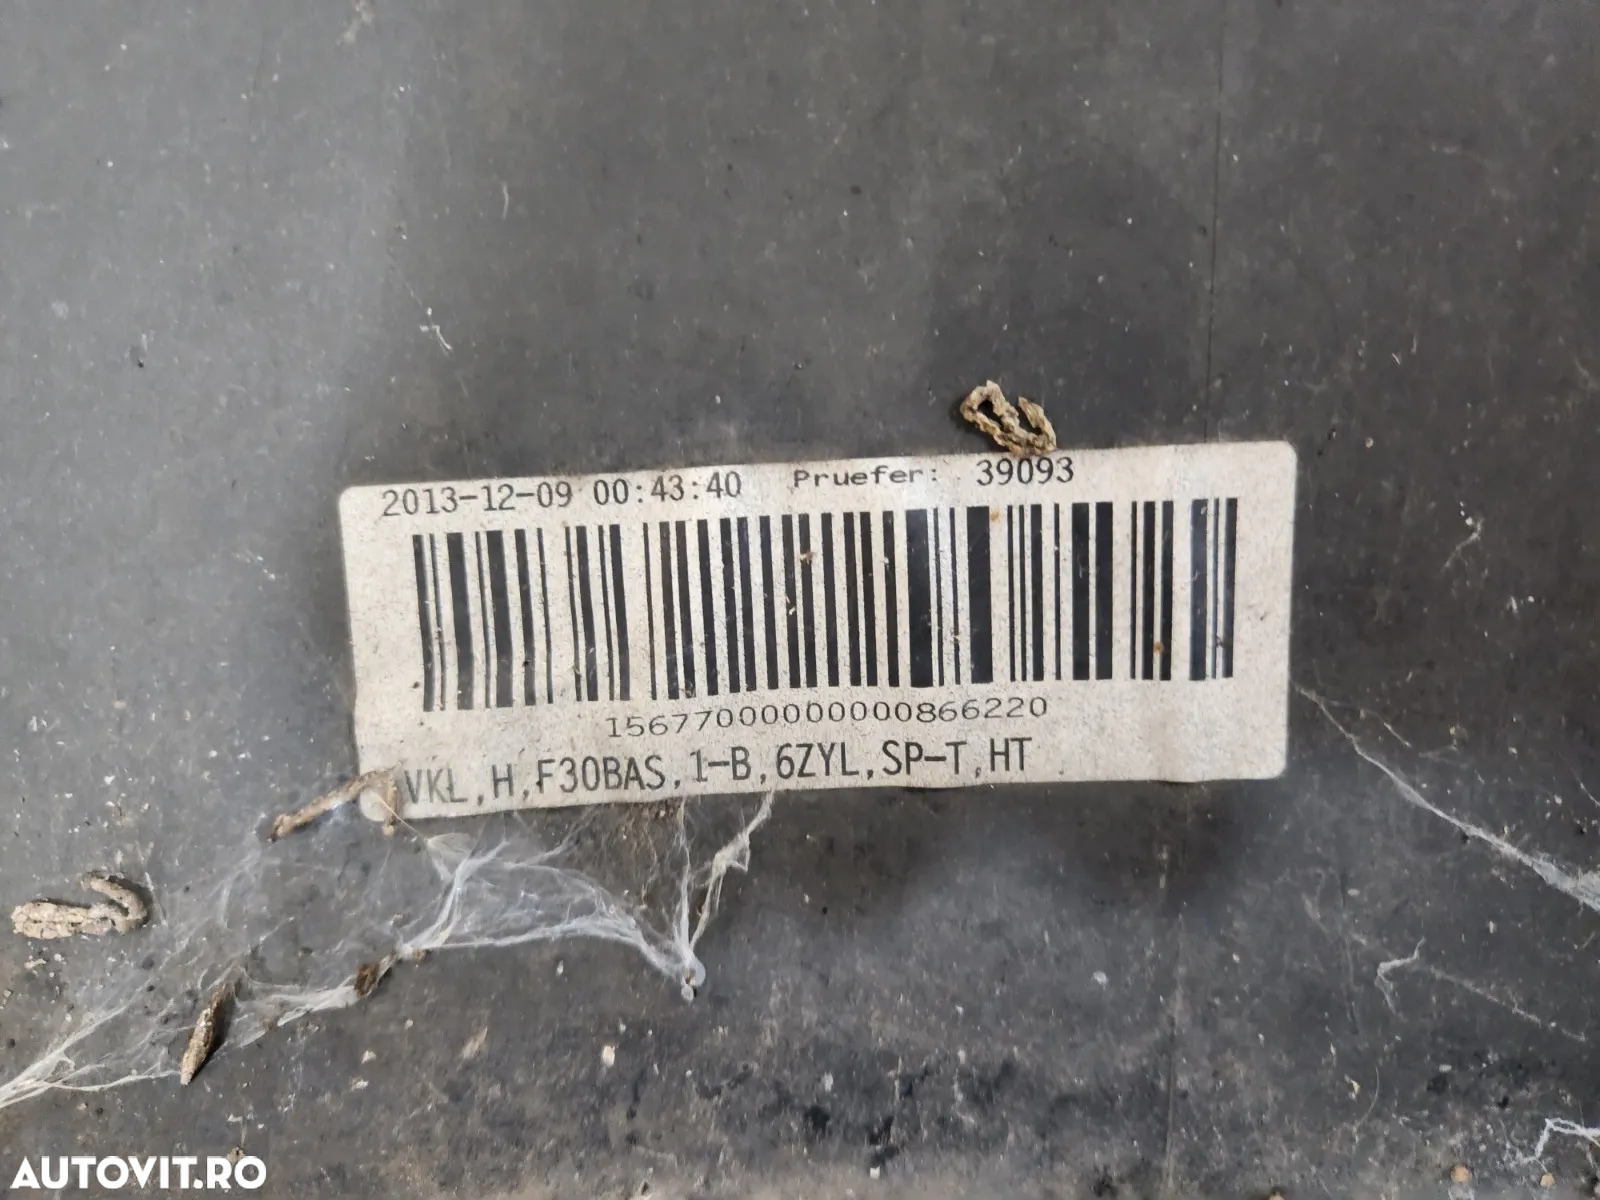 2013-12-09 00:43:40 Pruefer: 39093
15677000000000866220
VKL,H,F30BAS,1-B,6ZYL,SP-T,HT
AUTOVIT.RO